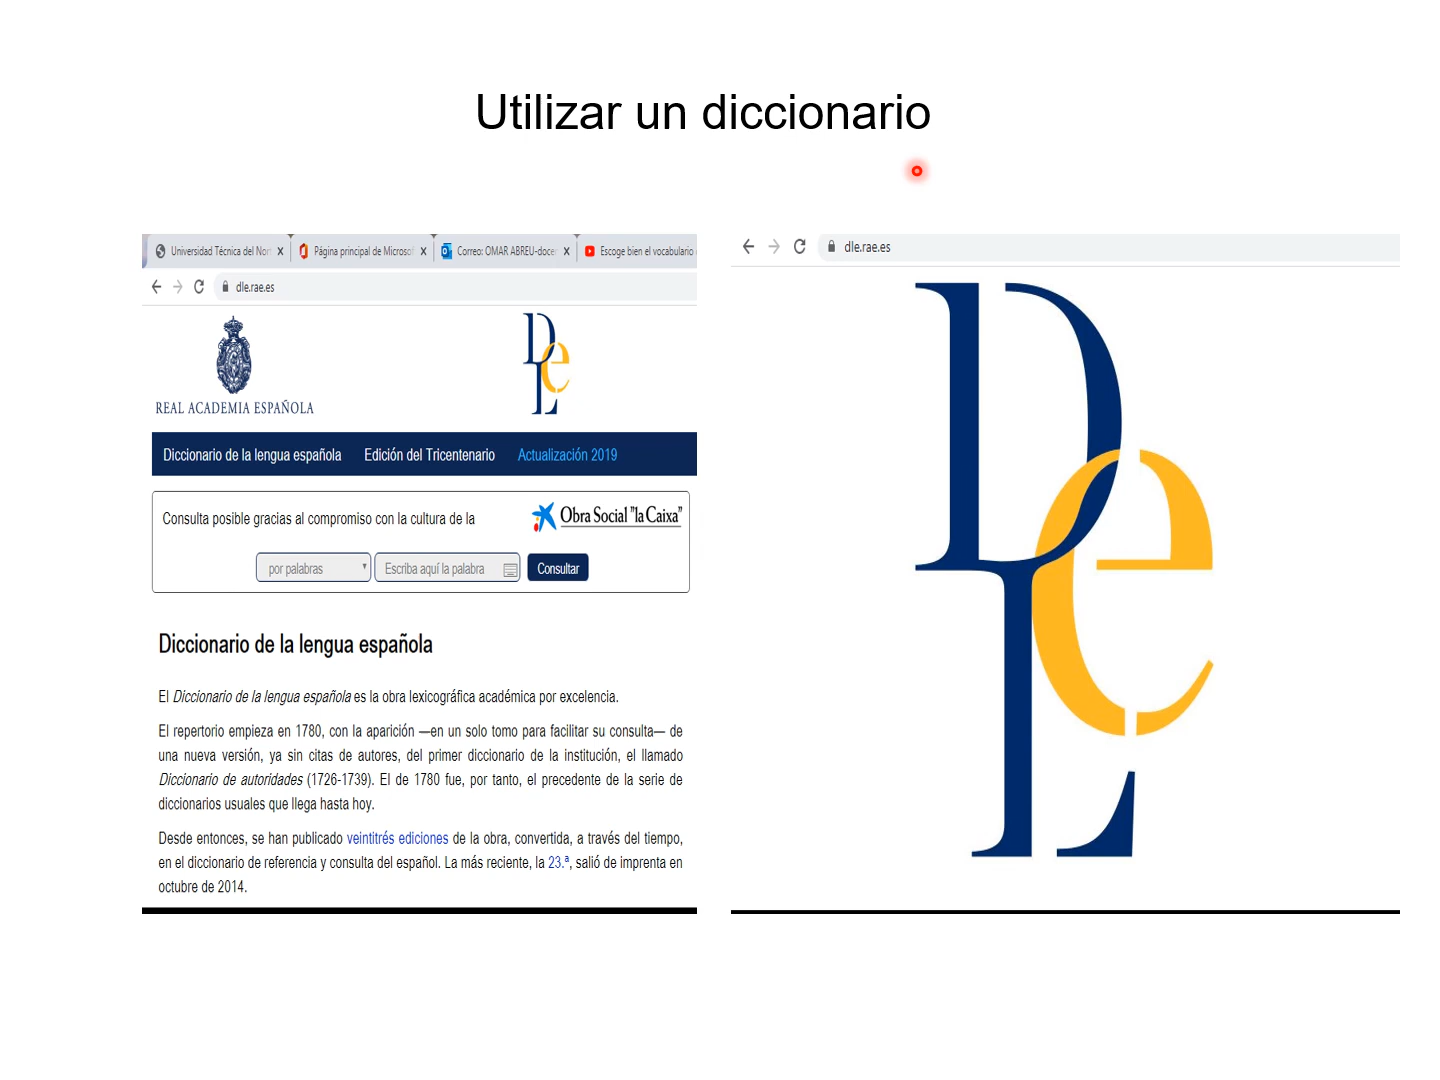 Utilizar un diccionario
Universidad Técnica del Nor
Página principal de Microsof
Correo: OMAR ABREU-doce
Escoge bien el vocabulario
dle.rae.es
REAL ACADEMIA ESPAÑOLA
DLe
Diccionario de la lengua española Edición del Tricentenario Actualización 2019
Consulta posible gracias al compromiso con la cultura de la
Obra Social "la Caixa"
por palabras Escriba aquí la palabra Consultar
Diccionario de la lengua española
El Diccionario de la lengua española es la obra lexicográfica académica por excelencia.
El repertorio empieza en 1780, con la aparición —en un solo tomo para facilitar su consulta— de
una nueva versión, ya sin citas de autores, del primer diccionario de la institución, el llamado
Diccionario de autoridades (1726-1739). El de 1780 fue, por tanto, el precedente de la serie de
diccionarios usuales que llega hasta hoy.
Desde entonces, se han publicado veintitrés ediciones de la obra, convertida, a través del tiempo,
en el diccionario de referencia y consulta del español. La más reciente, la 23.ª, salió de imprenta en
octubre de 2014.
dle.rae.es
DLe